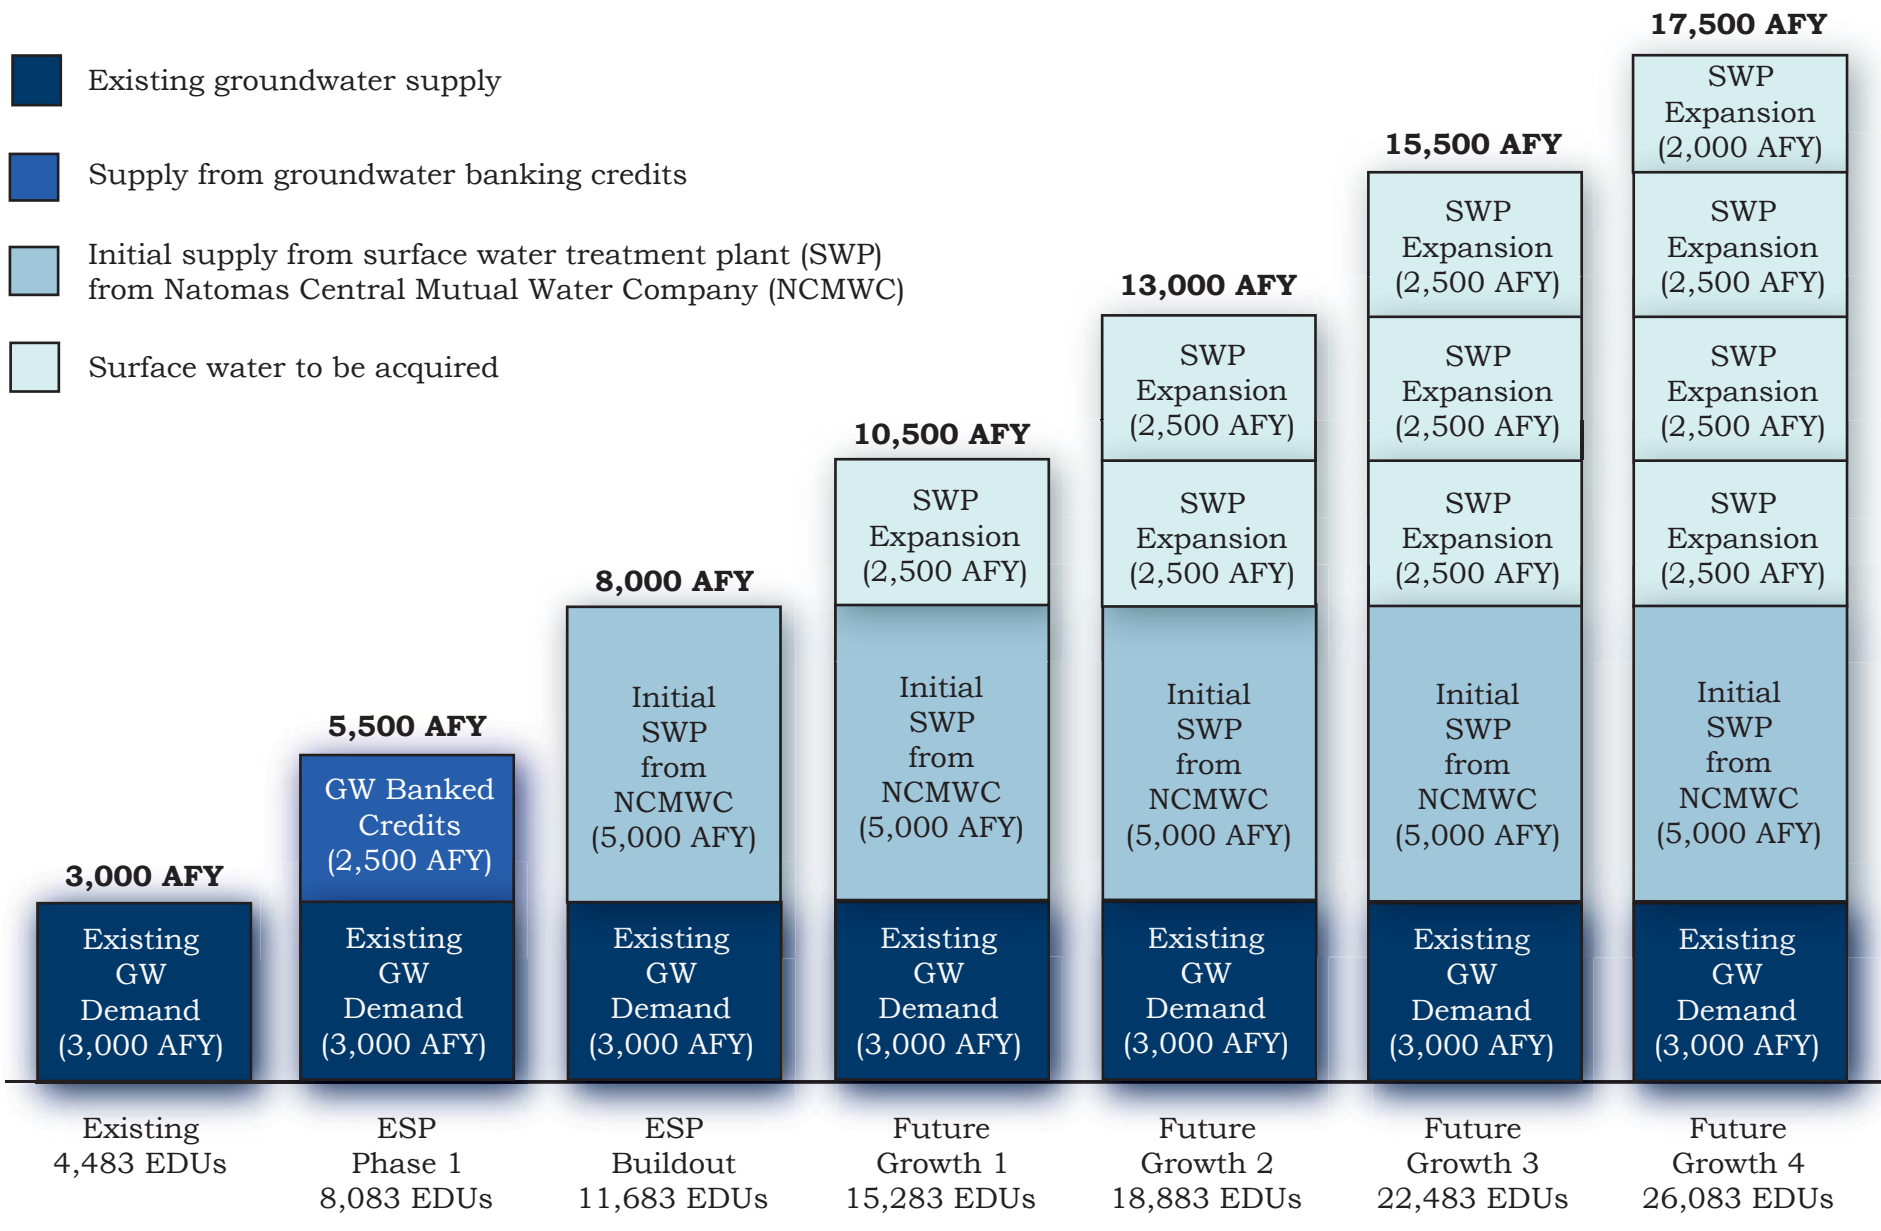 Existing groundwater supply
Supply from groundwater banking credits
Initial supply from surface water treatment plant (SWP)
from Natomas Central Mutual Water Company (NCMWC)
Surface water to be acquired
3,000 AFY
Existing
GW
Demand
(3,000 AFY)
Existing
4,483 EDUs
5,500 AFY
GW Banked
Credits
(2,500 AFY)
Existing
GW
Demand
(3,000 AFY)
ESP
Phase 1
8,083 EDUs
8,000 AFY
Initial
SWP
from
NCMWC
(5,000 AFY)
Existing
GW
Demand
(3,000 AFY)
ESP
Buildout
11,683 EDUs
10,500 AFY
SWP
Expansion
(2,500 AFY)
Initial
SWP
from
NCMWC
(5,000 AFY)
Existing
GW
Demand
(3,000 AFY)
Future
Growth 1
15,283 EDUs
13,000 AFY
SWP
Expansion
(2,500 AFY)
SWP
Expansion
(2,500 AFY)
Initial
SWP
from
NCMWC
(5,000 AFY)
Existing
GW
Demand
(3,000 AFY)
Future
Growth 2
18,883 EDUs
15,500 AFY
SWP
Expansion
(2,500 AFY)
SWP
Expansion
(2,500 AFY)
SWP
Expansion
(2,500 AFY)
Initial
SWP
from
NCMWC
(5,000 AFY)
Existing
GW
Demand
(3,000 AFY)
Future
Growth 3
22,483 EDUs
17,500 AFY
SWP
Expansion
(2,000 AFY)
SWP
Expansion
(2,500 AFY)
SWP
Expansion
(2,500 AFY)
SWP
Expansion
(2,500 AFY)
Initial
SWP
from
NCMWC
(5,000 AFY)
Existing
GW
Demand
(3,000 AFY)
Future
Growth 4
26,083 EDUs